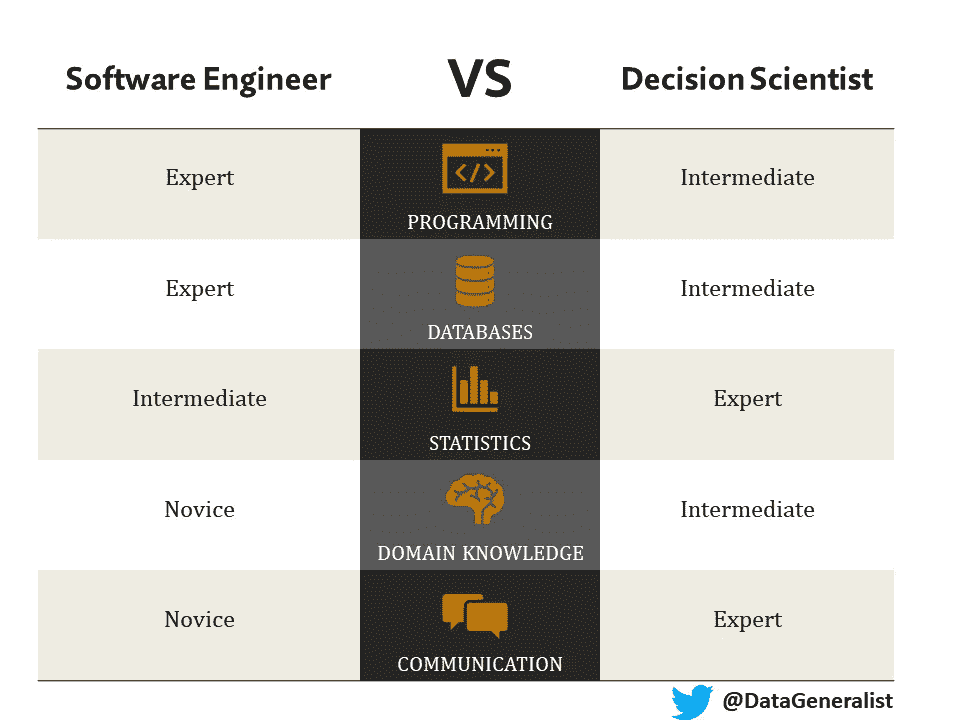 Software Engineer VS Decision Scientist
Expert </> Intermediate
PROGRAMMING
Expert Intermediate
DATABASES
Intermediate Expert
STATISTICS
Novice Intermediate
DOMAIN KNOWLEDGE
Novice Expert
COMMUNICATION
@DataGeneralist